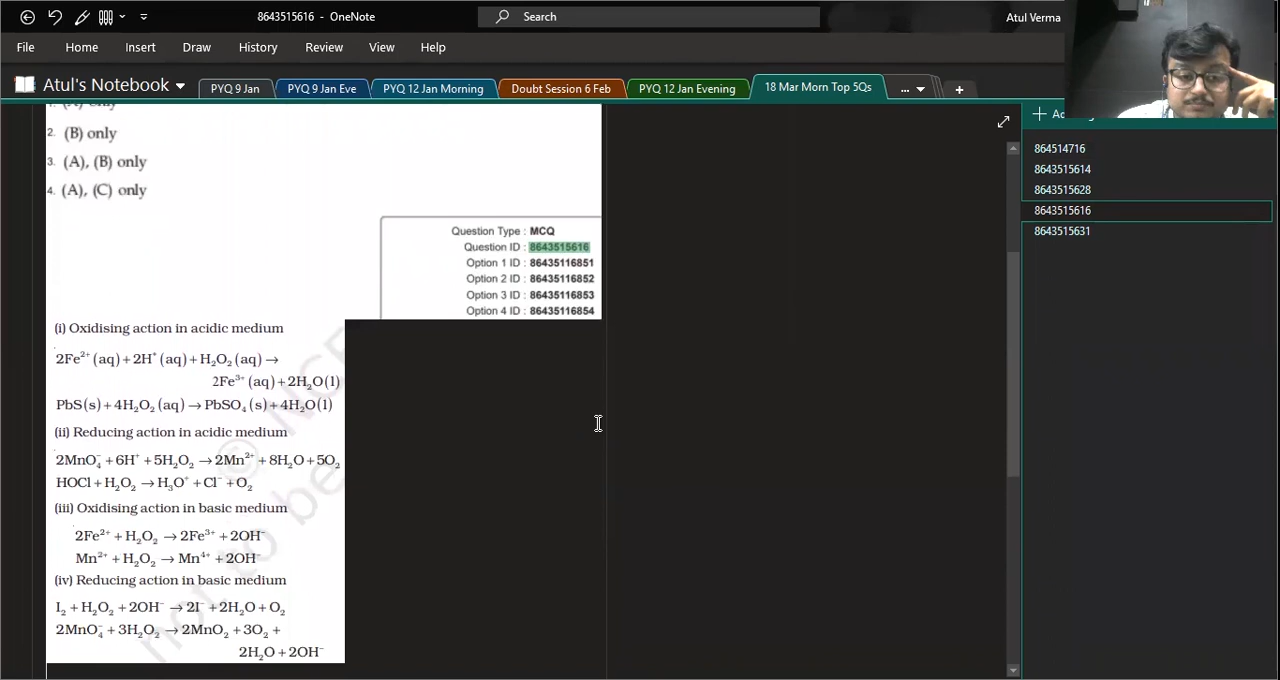 8643515616 - OneNote
Search
Atul Verma
File Home Insert Draw History Review View Help
Atul's Notebook
PYQ 9 Jan
PYQ 9 Jan Eve
PYQ 12 Jan Morning
Doubt Session 6 Feb
PYQ 12 Jan Evening
18 Mar Morn Top 5Qs
...
864514716
8643515614
8643515628
8643515616
8643515631
1. (A) only
2. (B) only
3. (A), (B) only
4. (A), (C) only
Question Type : MCQ
Question ID : 8643515616
Option 1 ID : 86435116851
Option 2 ID : 86435116852
Option 3 ID : 86435116853
Option 4 ID : 86435116854
(i) Oxidising action in acidic medium
2Fe²⁺(aq) + 2H⁺(aq) + H₂O₂(aq) →
2Fe³⁺(aq) + 2H₂O(l)
PbS(s) + 4H₂O₂(aq) → PbSO₄(s) + 4H₂O(l)
(ii) Reducing action in acidic medium
2MnO₄⁻ + 6H⁺ + 5H₂O₂ → 2Mn²⁺ + 8H₂O + 5O₂
HOCl + H₂O₂ → H₃O⁺ + Cl⁻ + O₂
(iii) Oxidising action in basic medium
2Fe²⁺ + H₂O₂ → 2Fe³⁺ + 2OH⁻
Mn²⁺ + H₂O₂ → Mn⁴⁺ + 2OH⁻
(iv) Reducing action in basic medium
I₂ + H₂O₂ + 2OH⁻ → 2I⁻ + 2H₂O + O₂
2MnO₄⁻ + 3H₂O₂ → 2MnO₂ + 3O₂ +
2H₂O + 2OH⁻